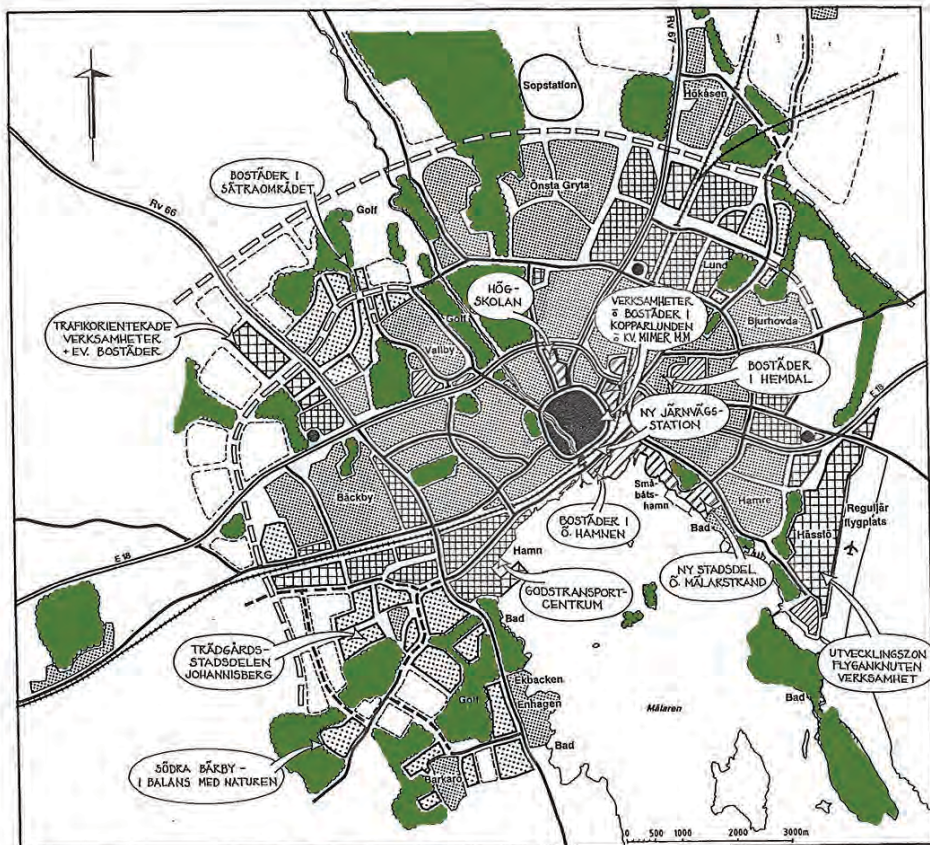 Rv 67
Hökåsen
Sopstation
BOSTÄDER I
SÄTRAOMRÅDET
Önsta Gryta
Golf
Rv 66
Lund
HÖG-
SKOLAN
VERKSAMHETER
o BOSTÄDER I
KOPPARLUNDEN
o KV. MIMER M.M
Golf
Bjurhovda
TRAFIKORIENTERADE
VERKSAMHETER
+ EV. BOSTÄDER
Vallby
BOSTÄDER
I HEMDAL
E 18
NY JÄRNVÄGS-
STATION
Bäckby
Små-
båts-
hamn
Hamre
Bad
Reguljär
flygplats
Hässlö
BOSTÄDER I
Ö. HAMNEN
E 18
Hamn
NY STADSDEL
Ö. MÄLARSTRAND
GODSTRANSPORT-
CENTRUM
Bad
TRÄDGÅRDS-
STADSDELEN
JOHANNISBERG
UTVECKLINGSZON
FLYGANKNUTEN
VERKSAMHET
Ekbacken
Enhagen
Golf
Bad
Mälaren
Bad
SÖDRA BÄRBY -
I BALANS MED NATUREN
Barkarö
0 500 1000 2000 3000m